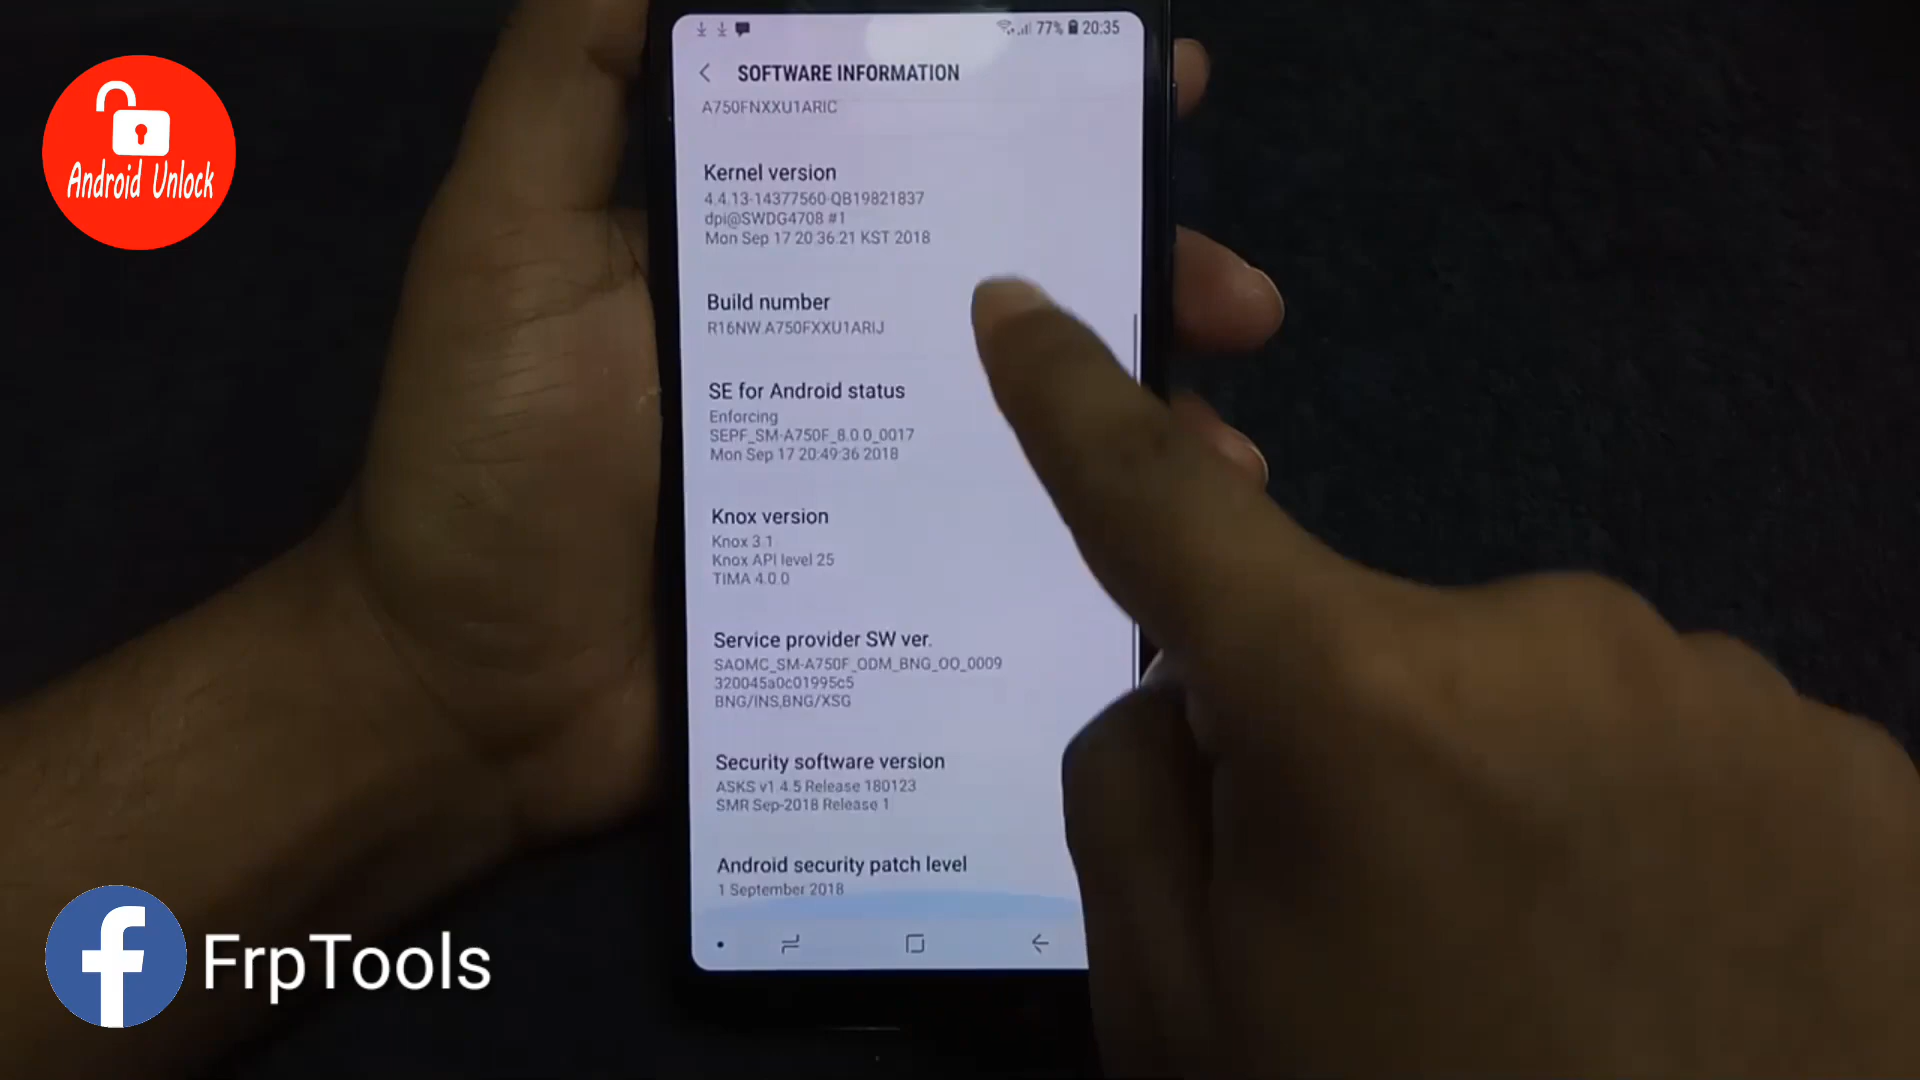 77% 20:35
SOFTWARE INFORMATION
A750FNXXU1ARIC
Kernel version
4.4.13-14377560-QB19821837
dpi@SWDG4708 #1
Mon Sep 17 20:36:21 KST 2018
Build number
R16NW.A750FXXU1ARIJ
SE for Android status
Enforcing
SEPF_SM-A750F_8.0.0_0017
Mon Sep 17 20:49:36 2018
Knox version
Knox 3.1
Knox API level 25
TIMA 4.0.0
Service provider SW ver.
SAOMC_SM-A750F_ODM_BNG_OO_0009
320045a0c01995c5
BNG/INS,BNG/XSG
Security software version
ASKS v1.4.5 Release 180123
SMR Sep-2018 Release 1
Android security patch level
1 September 2018
Android Unlock
f FrpTools